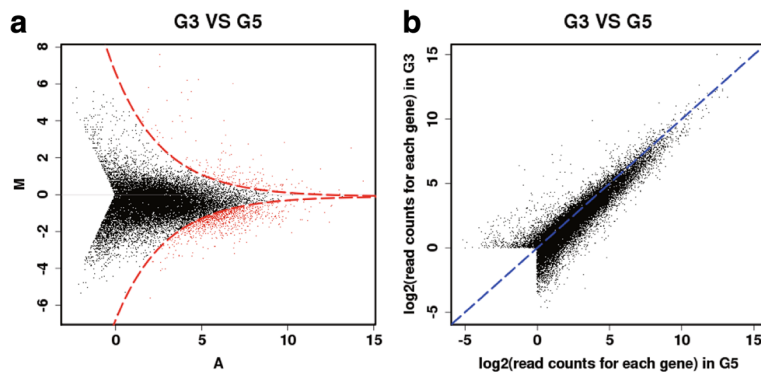 a
G3 VS G5
8
6
4
2
0
-2
-4
-6
M
0
5
10
15
A
b
G3 VS G5
15
10
5
0
-5
log2(read counts for each gene) in G3
-5
0
5
10
15
log2(read counts for each gene) in G5